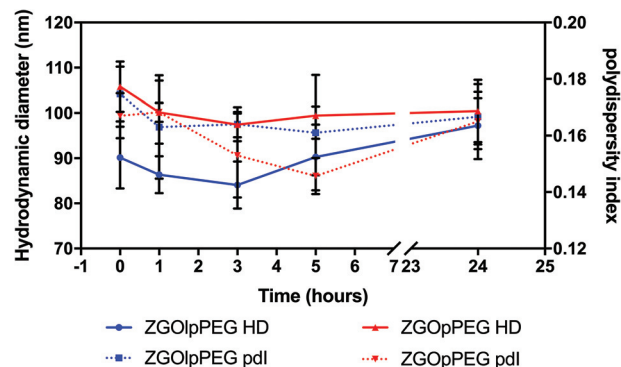 Hydrodynamic diameter (nm)
120
110
100
90
80
70
0.20
0.18
0.16
0.14
0.12
polydispersity index
-1 0 1 2 3 4 5 6 7 23 24 25
Time (hours)
ZGOlpPEG HD ZGOpPEG HD
ZGOlpPEG pdI ZGOpPEG pdI